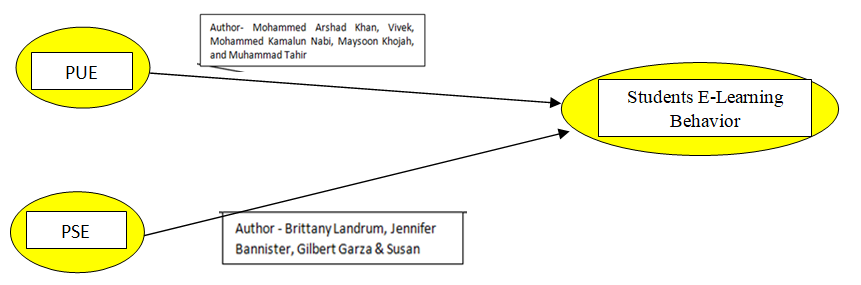 Author- Mohammed Arshad Khan, Vivek,
Mohammed Kamalun Nabi, Maysoon Khojah,
and Muhammad Tahir
PUE
Students E-Learning
Behavior
PSE
Author - Brittany Landrum, Jennifer
Bannister, Gilbert Garza & Susan